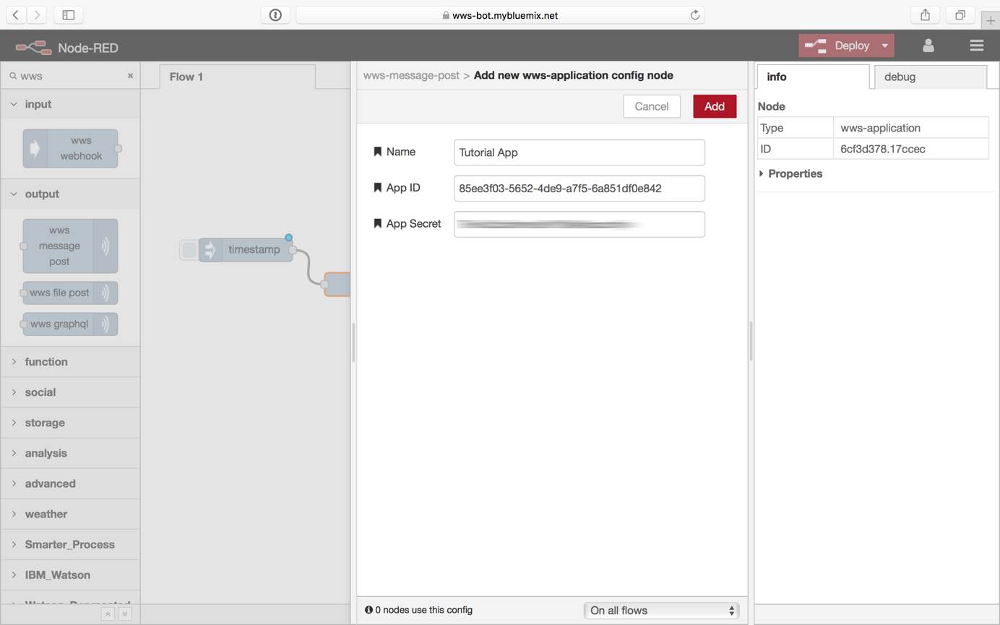 wws-bot.mybluemix.net
Node-RED
Deploy
wws
input
wws
webhook
output
wws
message
post
wws file post
wws graphql
function
social
storage
analysis
advanced
weather
Smarter_Process
IBM_Watson
Flow 1
timestamp
wws-message-post > Add new wws-application config node
Cancel
Add
Name
Tutorial App
App ID
85ee3f03-5652-4de9-a7f5-6a851df0e842
App Secret
0 nodes use this config
On all flows
info
debug
Node
Type
wws-application
ID
6cf3d378.17ccec
Properties